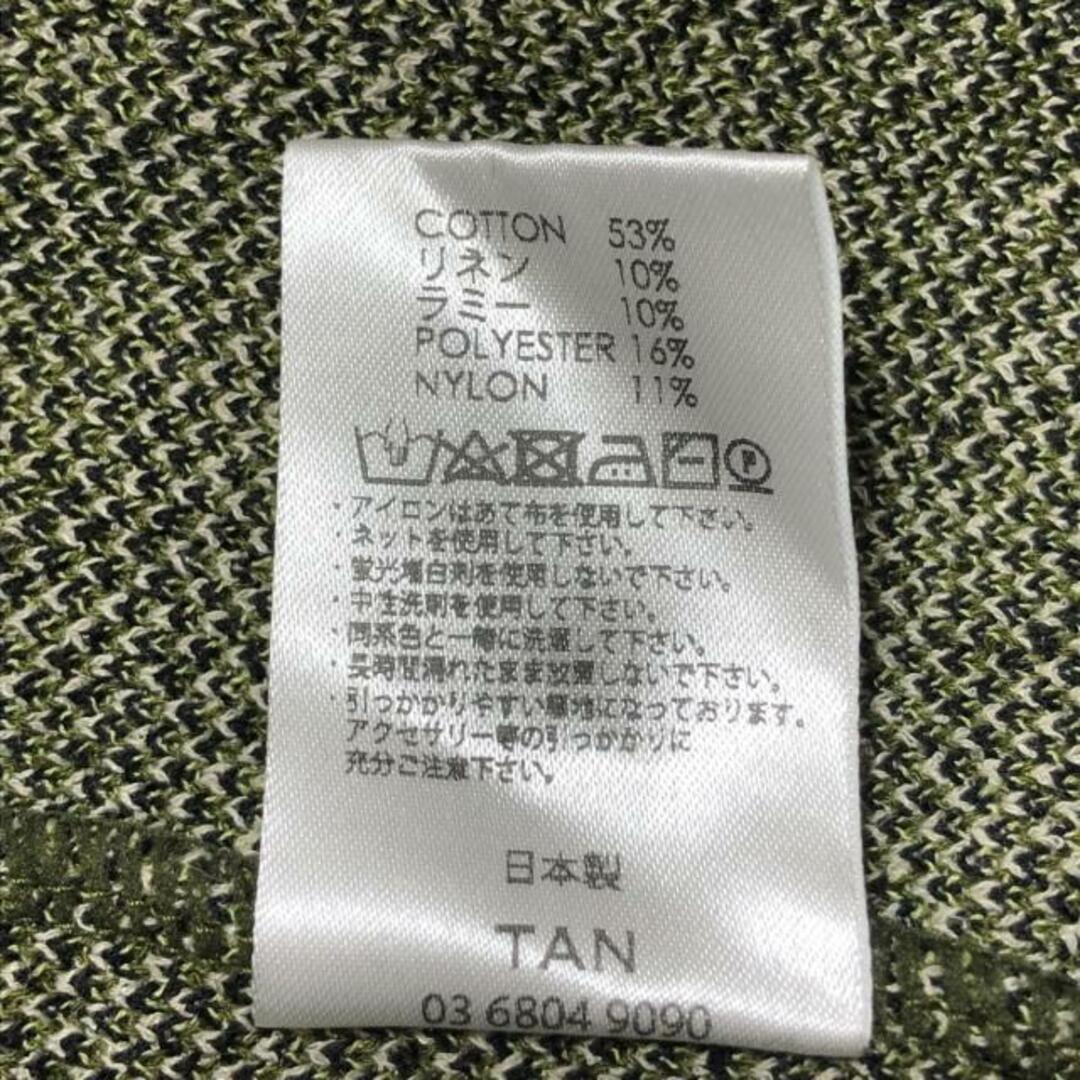 COTTON 53%
リネン 10%
ラミー 10%
POLYESTER 16%
NYLON 11%
P
・アイロンはあて布を使用して下さい。
・ネットを使用して下さい。
・蛍光増白剤を使用しないで下さい。
・中性洗剤を使用して下さい。
・同系色と一緒に洗濯して下さい。
・長時間濡れたまま放置しないで下さい。
・引っかかりやすい編地になっております。
アクセサリー等の引っかかりに
充分ご注意下さい。
日本製
TAN
03 6804 9090